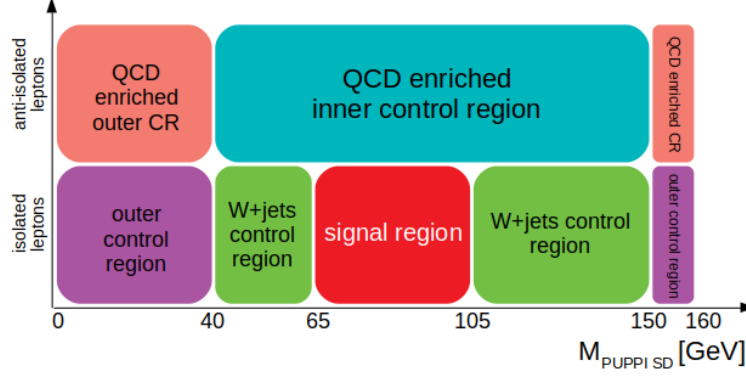 anti-isolated
leptons
QCD
enriched
outer CR
QCD enriched
inner control region
QCD enriched CR
isolated
leptons
outer
control
region
W+jets
control
region
signal region
W+jets control
region
outer control region
0 40 65 105 150 160
M_PUPPI SD [GeV]